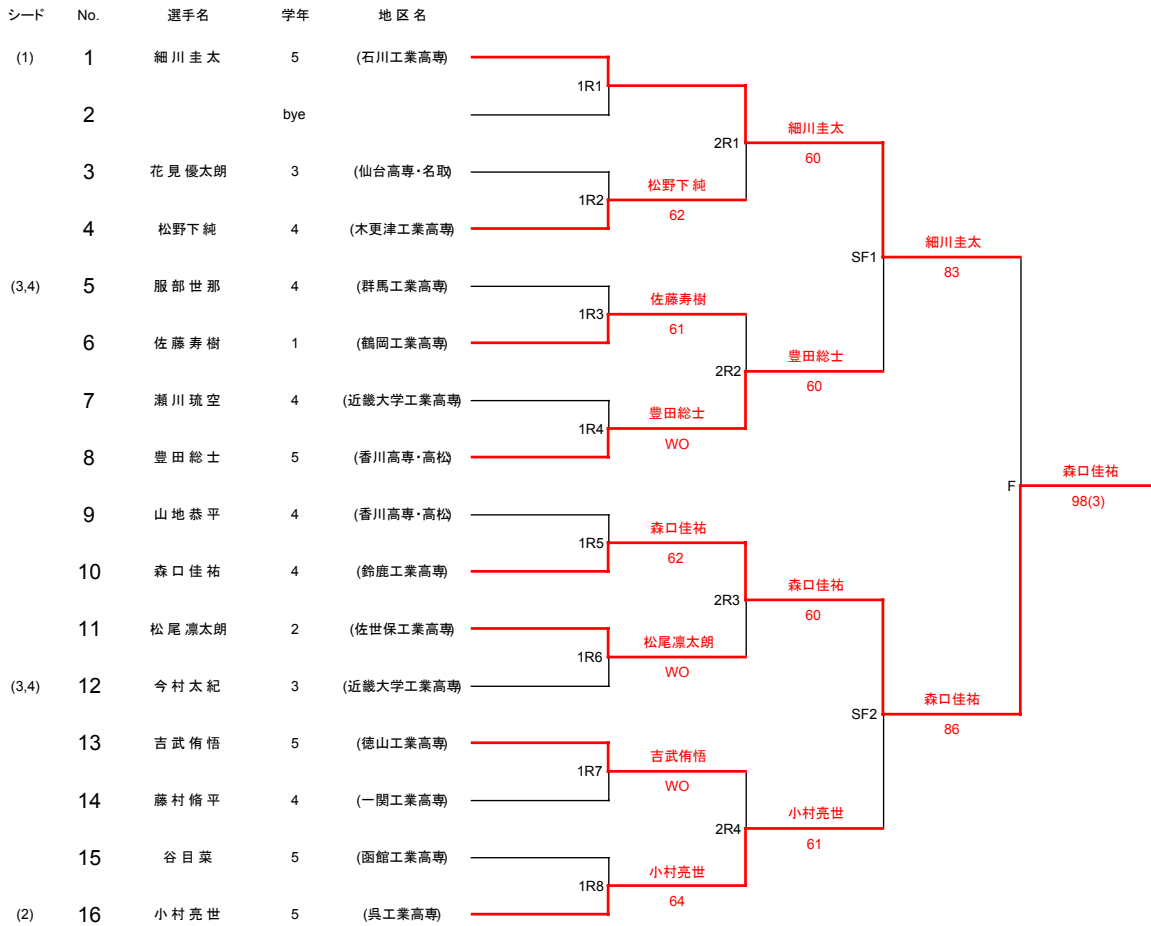 シード No. 選手名 学年 地 区 名
(1) 1 細 川 圭 太 5 (石川工業高専)
1R1
2 bye
細川圭太
2R1
60
3 花 見 優太朗 3 (仙台高専・名取)
松野下 純
1R2
62
4 松野下 純 4 (木更津工業高専)
細川圭太
SF1
83
(3,4) 5 服 部 世 那 4 (群馬工業高専)
佐藤寿樹
1R3
61
6 佐 藤 寿 樹 1 (鶴岡工業高専)
豊田総士
2R2
60
7 瀬 川 琉 空 4 (近畿大学工業高専)
豊田総士
1R4
WO
8 豊 田 総 士 5 (香川高専・高松)
森口佳祐
F
98(3)
9 山 地 恭 平 4 (香川高専・高松)
森口佳祐
1R5
62
10 森 口 佳 祐 4 (鈴鹿工業高専)
森口佳祐
2R3
60
11 松 尾 凛太朗 2 (佐世保工業高専)
松尾凛太朗
1R6
WO
(3,4) 12 今 村 太 紀 3 (近畿大学工業高専)
森口佳祐
SF2
86
13 吉 武 侑 悟 5 (徳山工業高専)
吉武侑悟
1R7
WO
14 藤 村 脩 平 4 (一関工業高専)
小村亮世
2R4
61
15 谷 目 菜 5 (函館工業高専)
小村亮世
1R8
64
(2) 16 小 村 亮 世 5 (呉工業高専)